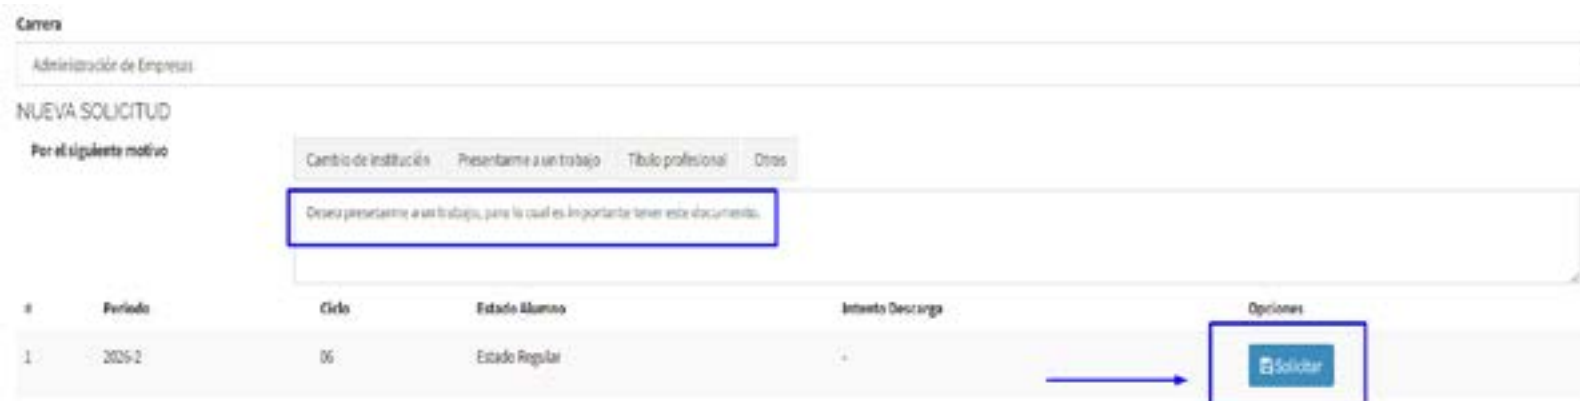 Carrera
Administración de Empresas
NUEVA SOLICITUD
Por el siguiente motivo
Cambio de institución Presentarme a un trabajo Título profesional Otros
Deseo presetarme a un trabajo, para lo cual es importante tener este documento.
# Periodo Ciclo Estado Alumno Intento Descarga Opciones
1 2026-2 06 Estado Regular - Solicitar